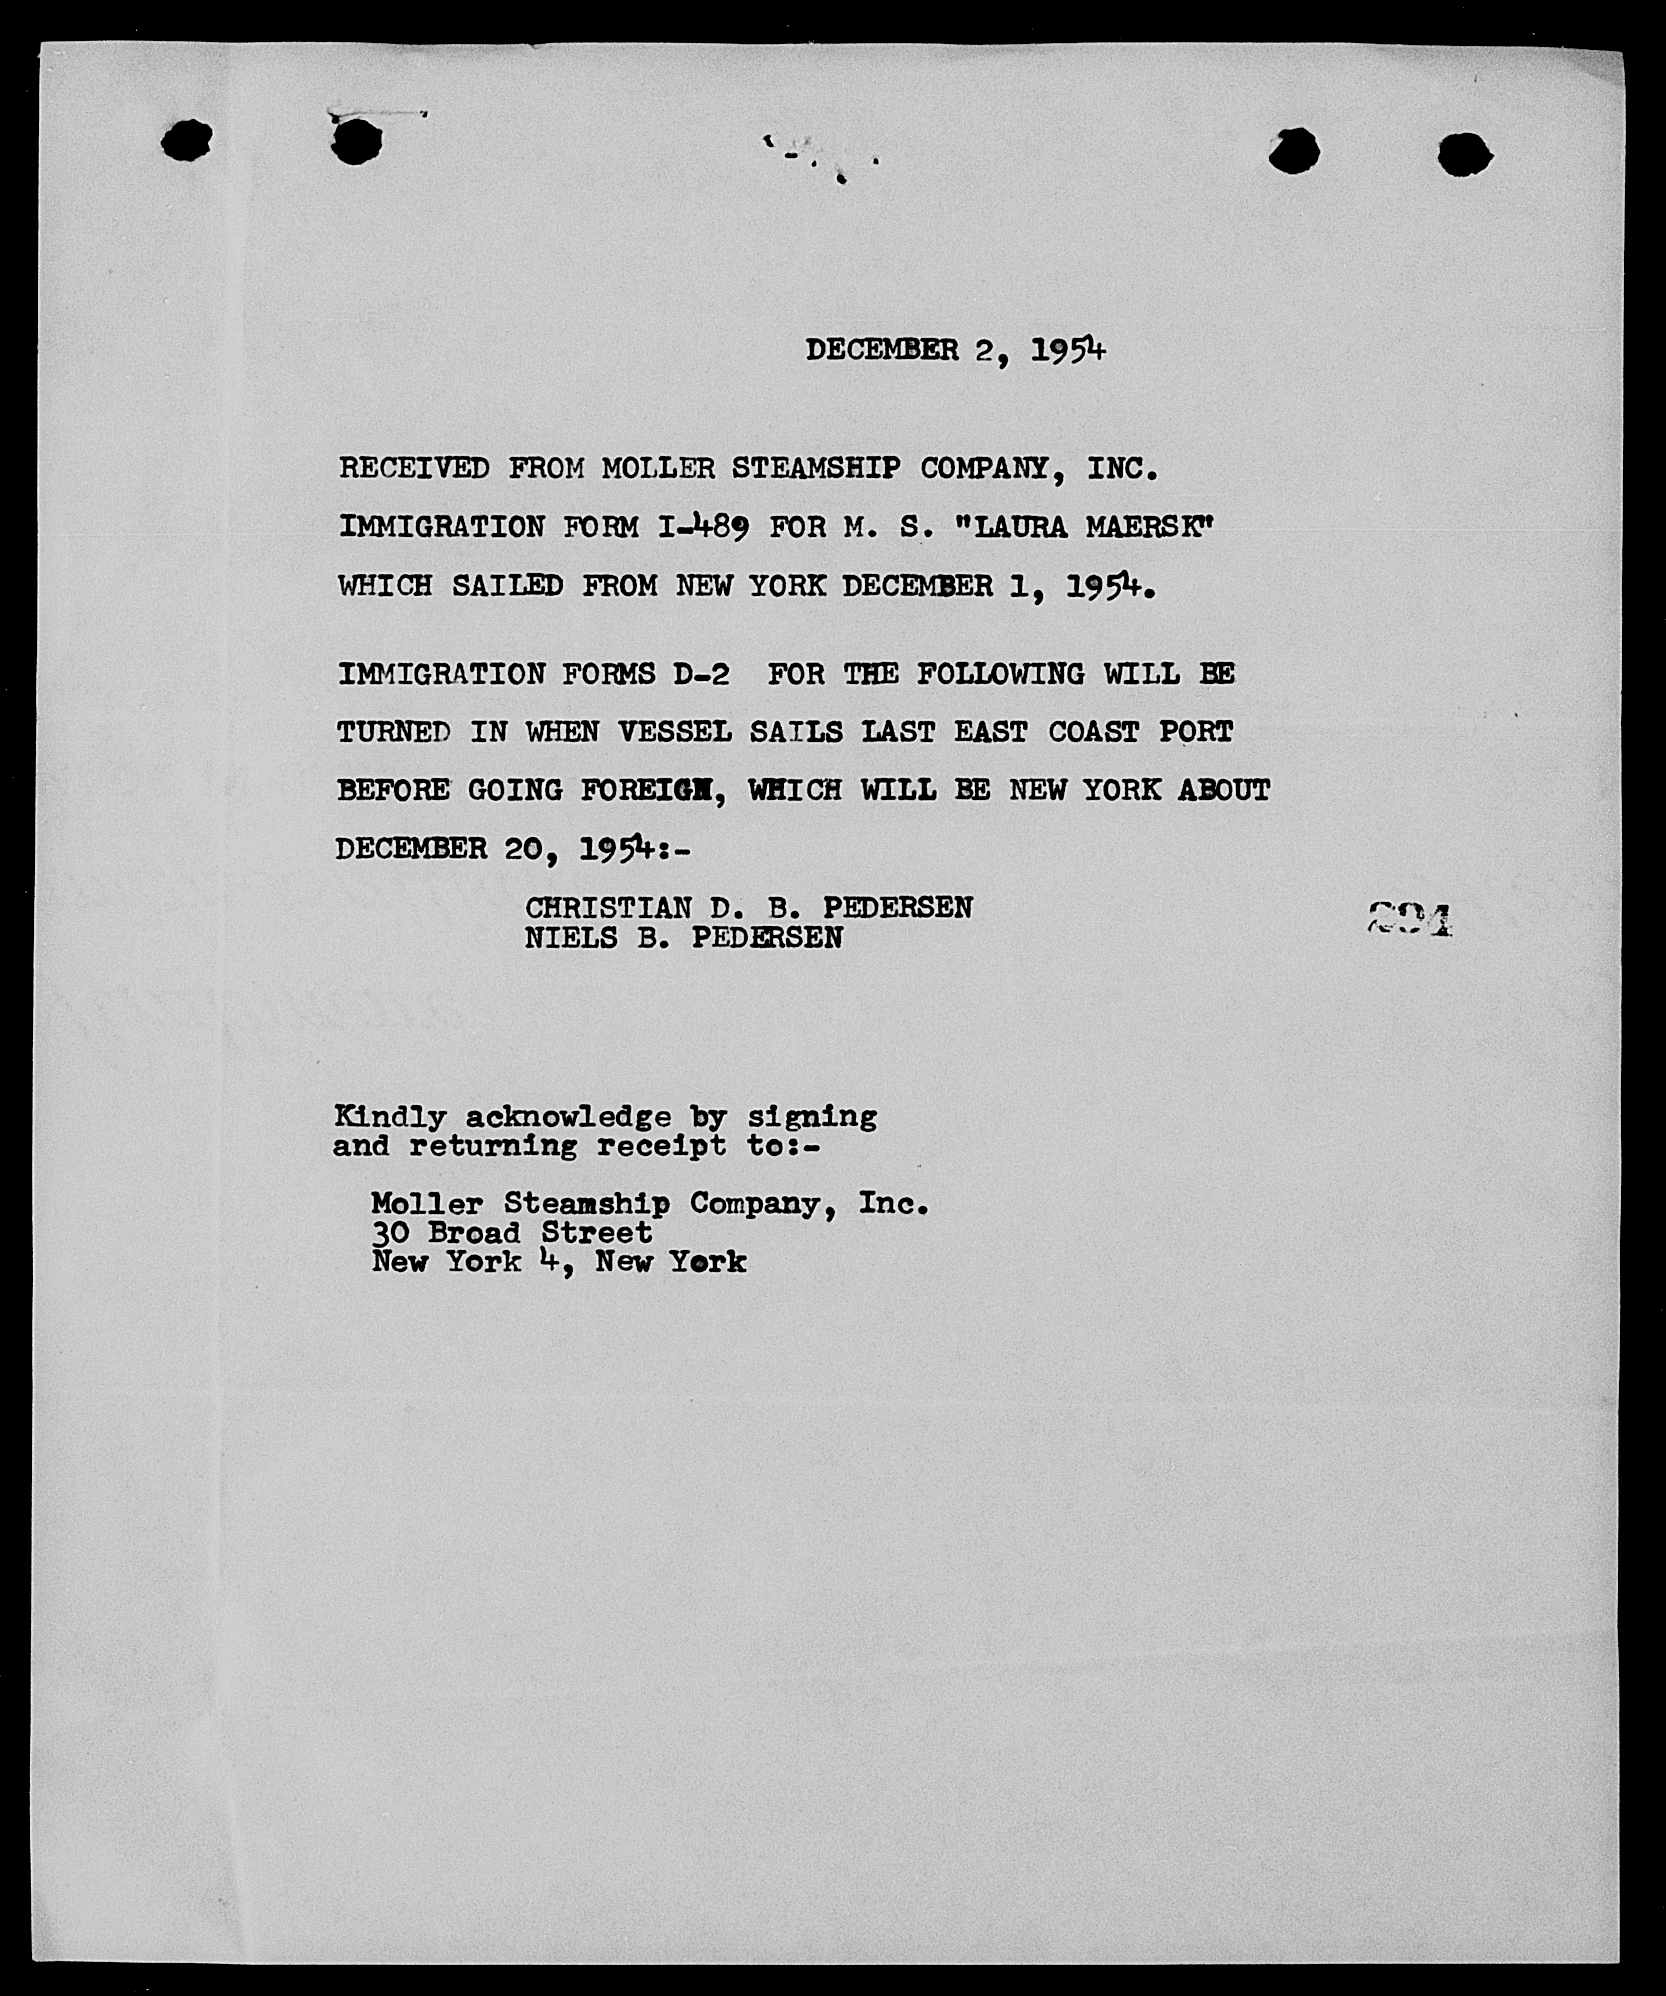 DECEMBER 2, 1954
RECEIVED FROM MOLLER STEAMSHIP COMPANY, INC.
IMMIGRATION FORM I-489 FOR M. S. "LAURA MAERSK"
WHICH SAILED FROM NEW YORK DECEMBER 1, 1954.
IMMIGRATION FORMS D-2  FOR THE FOLLOWING WILL BE
TURNED IN WHEN VESSEL SAILS LAST EAST COAST PORT
BEFORE GOING FOREIGN, WHICH WILL BE NEW YORK ABOUT
DECEMBER 20, 1954:-
CHRISTIAN D. B. PEDERSEN
NIELS B. PEDERSEN
Kindly acknowledge by signing
and returning receipt to:-
Moller Steamship Company, Inc.
30 Broad Street
New York 4, New York